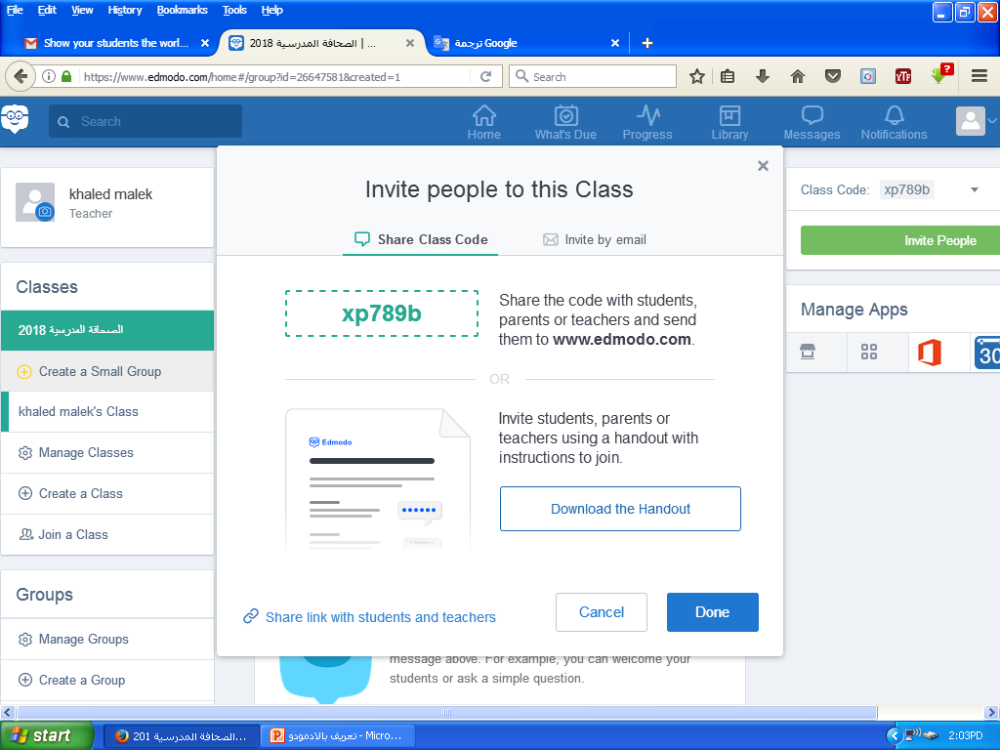 File Edit View History Bookmarks Tools Help
Show your students the worl...
الصحافة المدرسية 2018 | ...
ترجمة Google
https://www.edmodo.com/home#/group?id=26647581&created=1
Search
YTF
?
Search
Home
What's Due
Progress
Library
Messages
Notifications
khaled malek
Teacher
Classes
الصحافة المدرسية 2018
Create a Small Group
khaled malek's Class
Manage Classes
Create a Class
Join a Class
Groups
Manage Groups
Create a Group
Invite people to this Class
Share Class Code
Invite by email
xp789b
Share the code with students,
parents or teachers and send
them to www.edmodo.com.
OR
Edmodo
Invite students, parents or
teachers using a handout with
instructions to join.
Download the Handout
Share link with students and teachers
Cancel
Done
message above. For example, you can welcome your
students or ask a simple question.
Class Code: xp789b
Invite People
Manage Apps
30
start
الصحافة المدرسية 201...
تعريف بالادمودو - Micro...
2:03PD